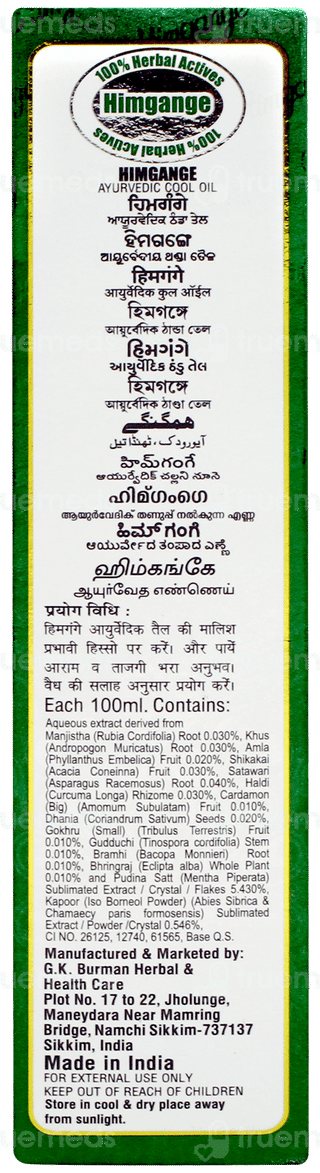 100% Herbal Actives
Himgange
100% Herbal Actives
HIMGANGE
AYURVEDIC COOL OIL
हिमगंगे
ਆਯੂਰਵੇਦਿਕ ਠੰਡਾ ਤੇਲ
ହିମଗଙ୍ଗେ
ଆୟୁର୍ବେଦୀୟ ଥଣ୍ଡା ତୈଳ
हिमगंगे
आयुर्वेदिक कुल ऑईल
হিমগঙ্গে
আয়ুৰ্বেদিক ঠাণ্ডা তেল
હિમગંગે
આયુર્વેદિક ઠંડુ તેલ
হিমগঙ্গে
আয়ুর্বেদিক ঠাণ্ডা তেল
ہمگنگے
آیورویدک ٹھنڈا تیل
హిమ్‌గంగే
ఆయుర్వేదిక్ చల్లని నూనె
ഹിമ്ഗംഗെ
ആയുർവേദിക് തണുപ്പ് നൽകുന്ന എണ്ണ
ಹಿಮ್ ಗಂಗೆ
ಆಯುರ್ವೇದ ತಂಪಾದ ಎಣ್ಣೆ
ஹிம்கங்கே
ஆயுர்வேத எண்ணெய்
प्रयोग विधि :
हिमगंगे आयुर्वेदिक तैल की मालिश
प्रभावी हिस्सो पर करें। और पायें
आराम व ताजगी भरा अनुभव।
वैध की सलाह अनुसार प्रयोग करें।
Each 100ml. Contains:
Aqueous extract derived from
Manjistha (Rubia Cordifolia) Root 0.030%, Khus
(Andropogon Muricatus) Root 0.030%, Amla
(Phyllanthus Embelica) Fruit 0.020%, Shikakai
(Acacia Coneinna) Fruit 0.030%, Satawari
(Asparagus Racemosus) Root 0.040%, Haldi
(Curcuma Longa) Rhizome 0.030%, Cardamon
(Big) (Amomum Subulatam) Fruit 0.010%,
Dhania (Coriandrum Sativum) Seeds 0.020%,
Gokhru (Small) (Tribulus Terrestris) Fruit
0.010%, Gudduchi (Tinospora cordifolia) Stem
0.010%, Bramhi (Bacopa Monnieri) Root
0.010%, Bhringraj (Eclipta alba) Whole Plant
0.010% and Pudina Satt (Mentha Piperata)
Sublimated Extract / Crystal / Flakes 5.430%,
Kapoor (Iso Borneol Powder) (Abies Sibrica &
Chamaecy paris formosensis) Sublimated
Extract / Powder /Crystal 0.546%,
CI NO. 26125, 12740, 61565, Base Q.S.
Manufactured & Marketed by:
G.K. Burman Herbal &
Health Care
Plot No. 17 to 22, Jholunge,
Maneydara Near Mamring
Bridge, Namchi Sikkim-737137
Sikkim, India
Made in India
FOR EXTERNAL USE ONLY
KEEP OUT OF REACH OF CHILDREN
Store in cool & dry place away
from sunlight.